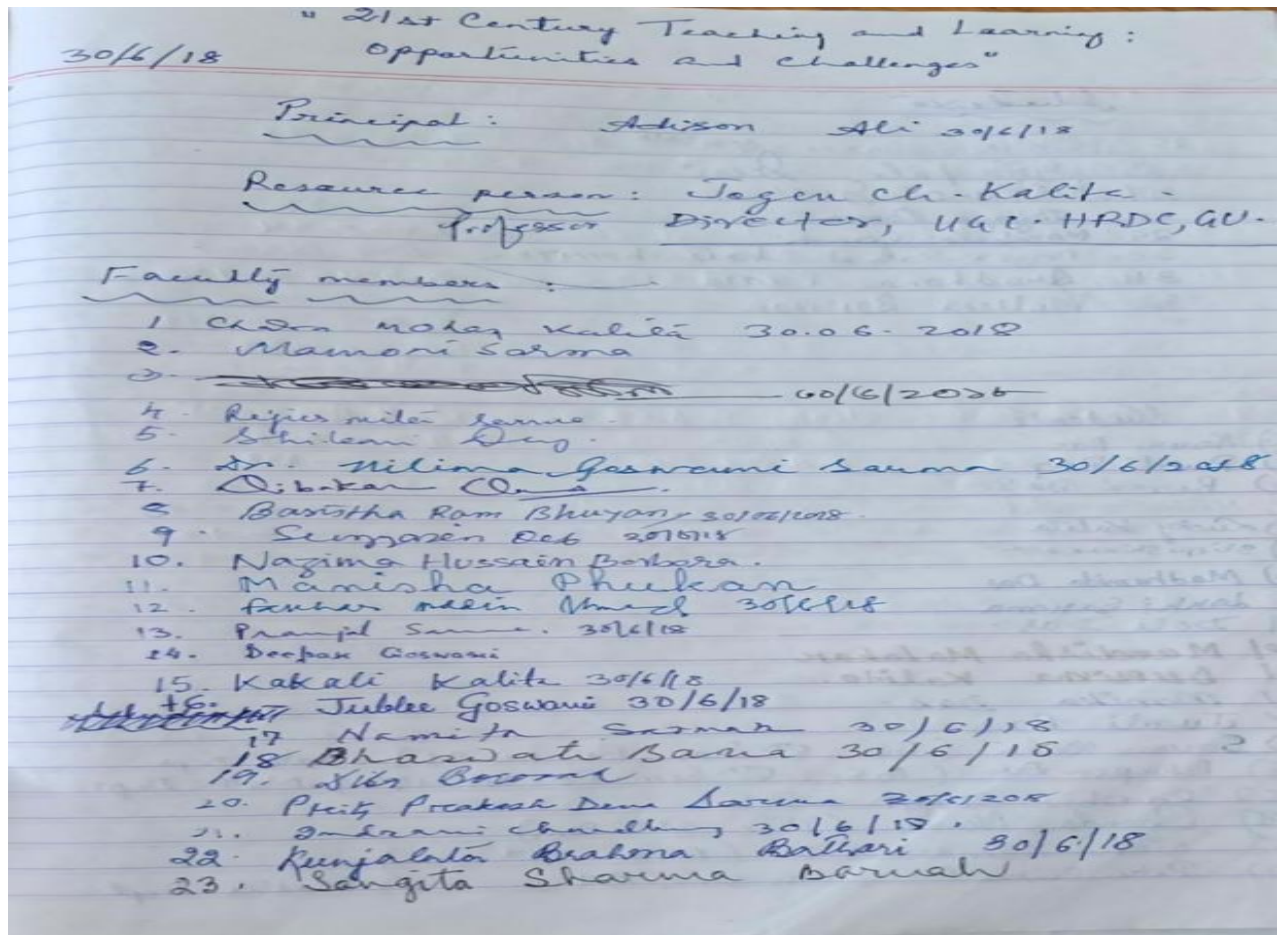 " 21st Century Teaching and Learning :
30/6/18 Opportunities and Challenges"
Principal : Adison Ali 30/6/18
Resource person : Jogen Ch. Kalita -
Professor Director, UGC. HRDC, GU.
Faculty members :
1 Mohan Kalita 30.06.2018
2. Mamoni Sarma
3.
4.
5.
6. Dr. Nilima Goswami Sarma 30/6/2018
7. Dibakar
8 Basistha Ram Bhuyan, 30/06/2018.
9. Deb
10. Nazima Hussain Borbora.
11. Manisha Phukan
12. Ahmed
13. Pranjal 30/6/18
14. Deepak Goswami
15. Kakali Kalita 30/6/18
16. Jublee Goswami 30/6/18
17 Namita Sarmah 30/6/18
18 Bhaswati Barua 30/6/18
19.
20. Prakash Deva Sarma
21. Indrani Choudhury 30/6/18.
22. Kunjalata Brahma Bathari 30/6/18
23. Sangita Sharma Baruah